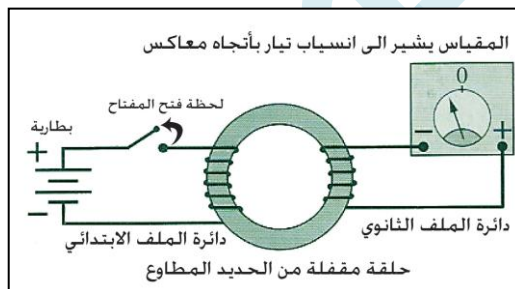 المقياس يشير الى انسياب تيار بأتجاه معاكس
0
لحظة فتح المفتاح
بطارية
+
−
− +
دائرة الملف الثانوي
دائرة الملف الابتدائي
حلقة مقفلة من الحديد المطاوع